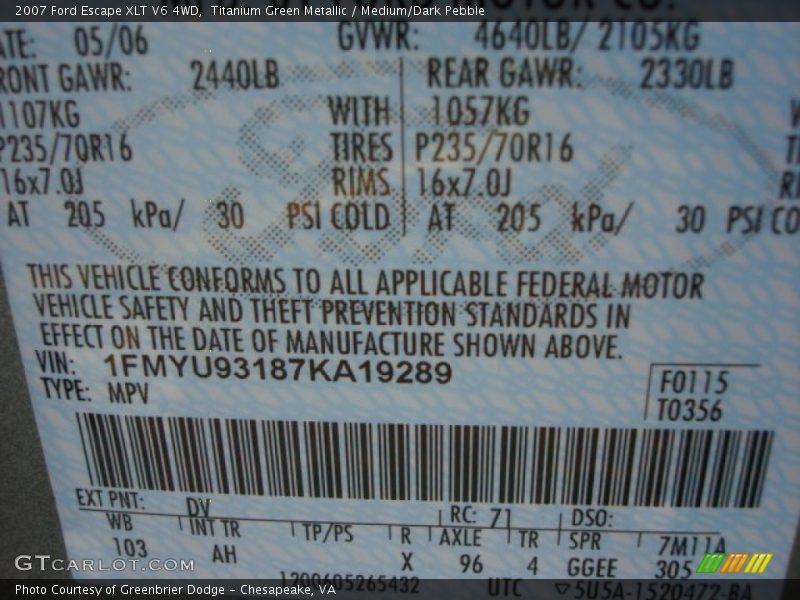 2007 Ford Escape XLT V6 4WD, Titanium Green Metallic / Medium/Dark Pebble
05/06 GVWR: 4640LB/ 2105KG
GAWR: 2440LB REAR GAWR: 2330LB
1107KG WITH 1057KG
P235/70R16 TIRES P235/70R16
16x7.0J RIMS 16x7.0J
AT 205 kPa/ 30 PSI COLD AT 205 kPa/ 30 PSI
THIS VEHICLE CONFORMS TO ALL APPLICABLE FEDERAL MOTOR
VEHICLE SAFETY AND THEFT PREVENTION STANDARDS IN
EFFECT ON THE DATE OF MANUFACTURE SHOWN ABOVE.
VIN: 1FMYU93187KA19289
TYPE: MPV
F0115
T0356
EXT PNT: DV RC: 71 DSO:
WB INT TR TP/PS R AXLE TR SPR 7M11A
103 AH X 96 4 GGEE 305
GTCARLOT.COM
1200605265432 UTC ▽5U5A-1520472-BA
Photo Courtesy of Greenbrier Dodge - Chesapeake, VA